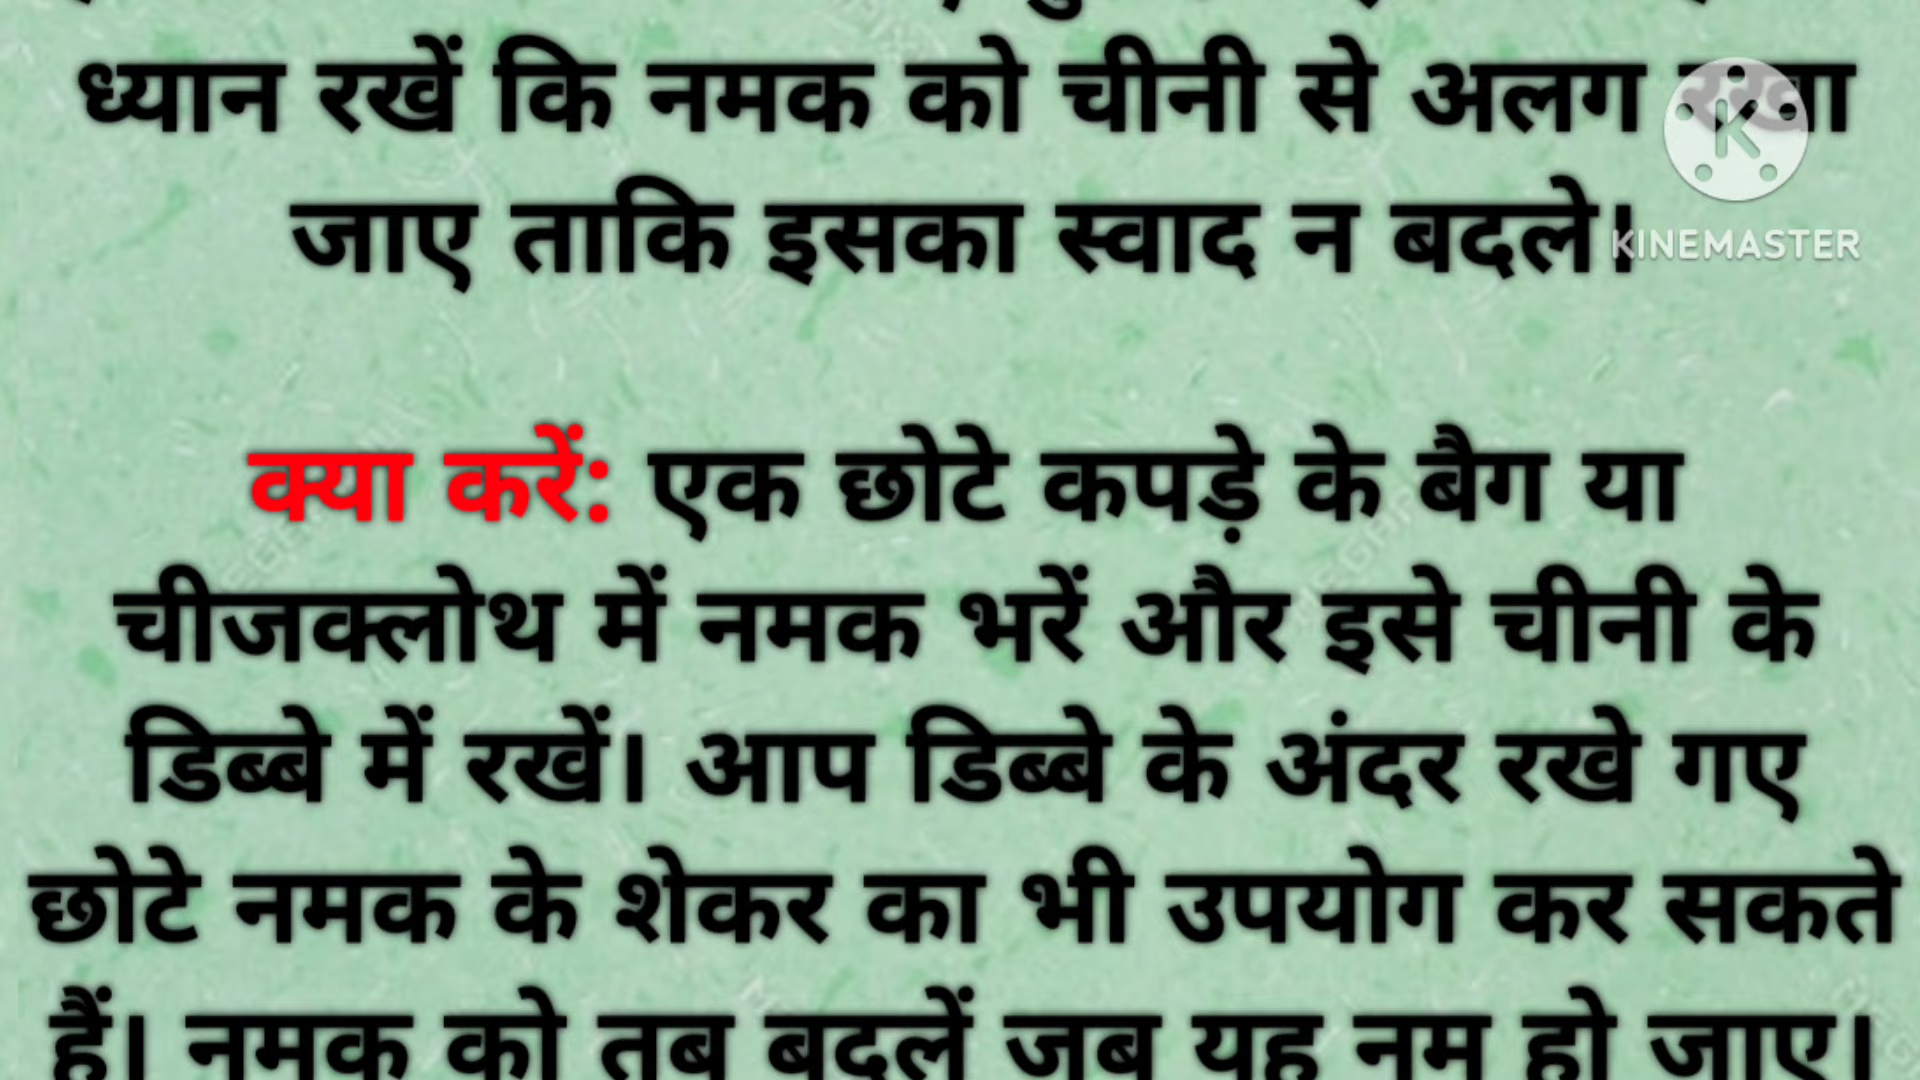 ध्यान रखें कि नमक को चीनी से अलग रखा
जाए ताकि इसका स्वाद न बदले।
KINEMASTER
क्या करें: एक छोटे कपड़े के बैग या
चीजक्लोथ में नमक भरें और इसे चीनी के
डिब्बे में रखें। आप डिब्बे के अंदर रखे गए
छोटे नमक के शेकर का भी उपयोग कर सकते
हैं। नमक को तब बदलें जब यह नम हो जाए।